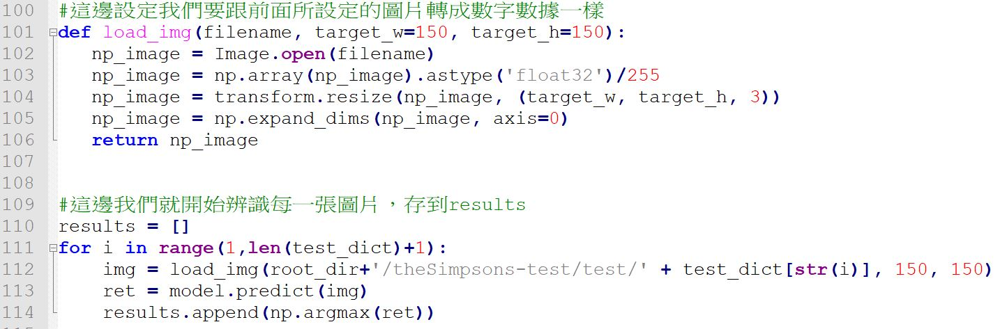 100 #這邊設定我們要跟前面所設定的圖片轉成數字數據一樣
101 def load_img(filename, target_w=150, target_h=150):
102    np_image = Image.open(filename)
103    np_image = np.array(np_image).astype('float32')/255
104    np_image = transform.resize(np_image, (target_w, target_h, 3))
105    np_image = np.expand_dims(np_image, axis=0)
106    return np_image
107
108
109 #這邊我們就開始辨識每一張圖片，存到results
110 results = []
111 for i in range(1,len(test_dict)+1):
112     img = load_img(root_dir+'/theSimpsons-test/test/' + test_dict[str(i)], 150, 150)
113     ret = model.predict(img)
114     results.append(np.argmax(ret))